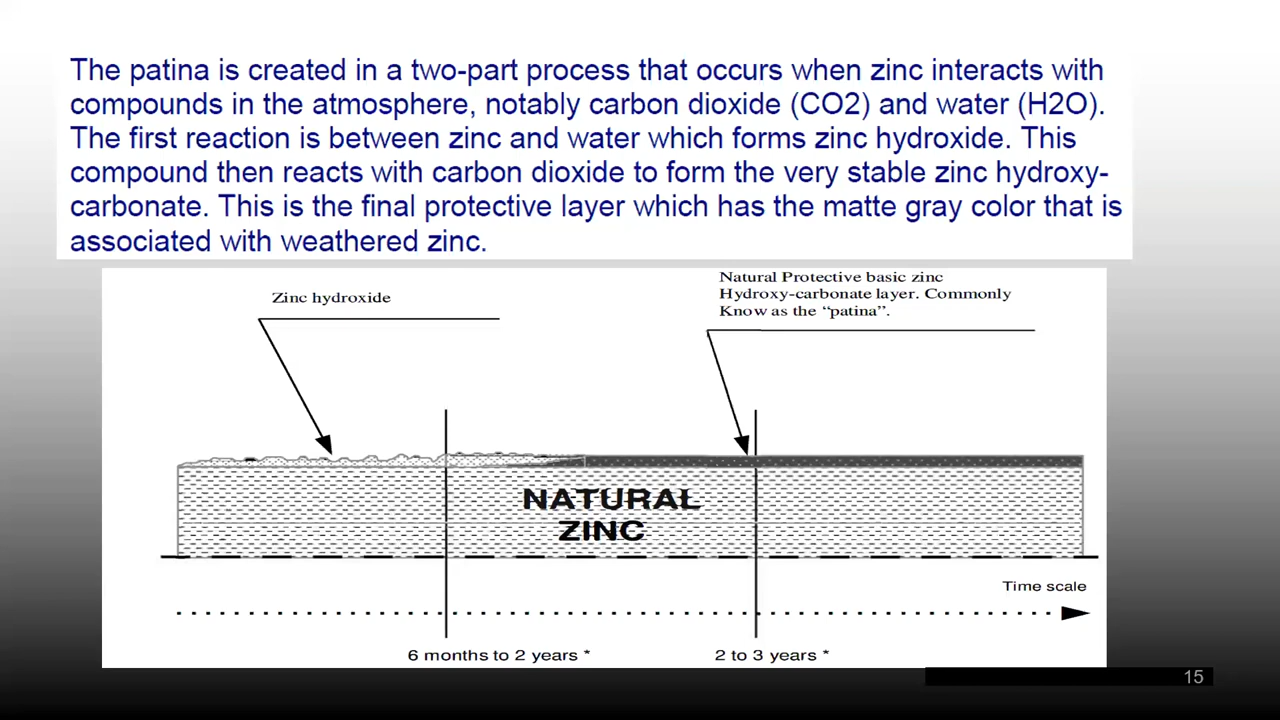 The patina is created in a two-part process that occurs when zinc interacts with
compounds in the atmosphere, notably carbon dioxide (CO2) and water (H2O).
The first reaction is between zinc and water which forms zinc hydroxide. This
compound then reacts with carbon dioxide to form the very stable zinc hydroxy-
carbonate. This is the final protective layer which has the matte gray color that is
associated with weathered zinc.
Zinc hydroxide
Natural Protective basic zinc
Hydroxy-carbonate layer. Commonly
Know as the “patina”.
NATURAL
ZINC
Time scale
6 months to 2 years *
2 to 3 years *
15